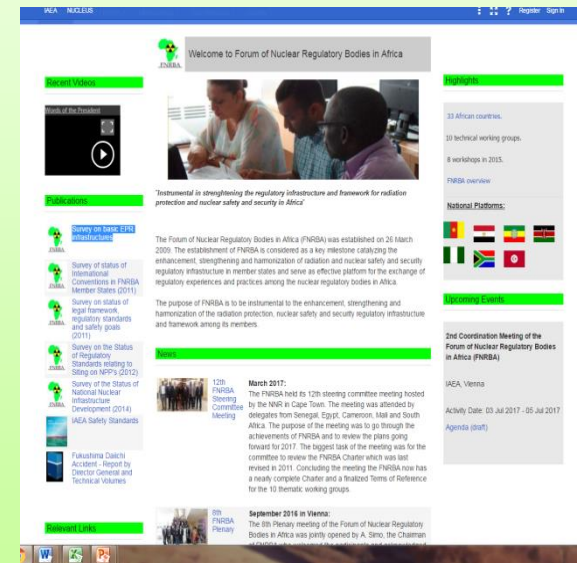 IAEA NUCLEUS
? Register Sign In
FNRBA
Welcome to Forum of Nuclear Regulatory Bodies in Africa
Recent Videos
Words of the President
Publications
Survey on basic EPR
infrastructures
Survey of status of
International
Conventions in FNRBA
Member States (2011)
Survey on status of
legal framework,
regulatory standards
and safety goals
(2011)
Survey on the Status
of Regulatory
Standards relating to
Siting on NPP's (2012)
Survey of the Status of
National Nuclear
Infrastructure
Development (2014)
IAEA Safety Standards
Fukushima Daiichi
Accident - Report by
Director General and
Technical Volumes
Relevant Links
"Instrumental in strenghtening the regulatory infrastructure and framework for radiation
protection and nuclear safety and security in Africa"
The Forum of Nuclear Regulatory Bodies in Africa (FNRBA) was established on 26 March
2009. The establishment of FNRBA is considered as a key milestone catalyzing the
enhancement, strengthening and harmonization of radiation and nuclear safety and security
regulatory infrastructure in member states and serve as effective platform for the exchange of
regulatory experiences and practices among the nuclear regulatory bodies in Africa.
The purpose of FNRBA is to be instrumental to the enhancement, strengthening and
harmonization of the radiation protection, nuclear safety and security regulatory infrastructure
and framework among its members.
News
12th
FNRBA
Steering
Committee
Meeting
March 2017:
The FNRBA held its 12th steering committee meeting hosted
by the NNR in Cape Town. The meeting was attended by
delegates from Senegal, Egypt, Cameroon, Mali and South
Africa. The purpose of the meeting was to go through the
achievements of FNRBA and to review the plans going
forward for 2017. The biggest task of the meeting was for the
committee to review the FNRBA Charter which was last
revised in 2011. Concluding the meeting the FNRBA now has
a nearly complete Charter and a finalized Terms of Reference
for the 10 thematic working groups
8th
FNRBA
Plenary
September 2016 in Vienna:
The 8th Plenary meeting of the Forum of Nuclear Regulatory
Bodies in Africa was jointly opened by A. Simo, the Chairman
Highlights
33 African countries.
10 technical working groups.
8 workshops in 2015.
FNRBA overview
National Platforms:
Upcoming Events
2nd Coordination Meeting of the
Forum of Nuclear Regulatory Bodies
in Africa (FNRBA)
IAEA, Vienna
Activity Date: 03 Jul 2017 - 05 Jul 2017
Agenda (draft)